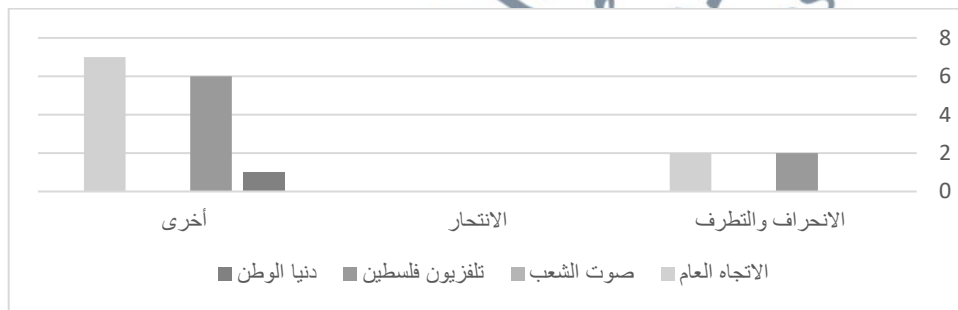 8
6
4
2
0
الانحراف والتطرف
الانتحار
أخرى
دنيا الوطن
تلفزيون فلسطين
صوت الشعب
الاتجاه العام